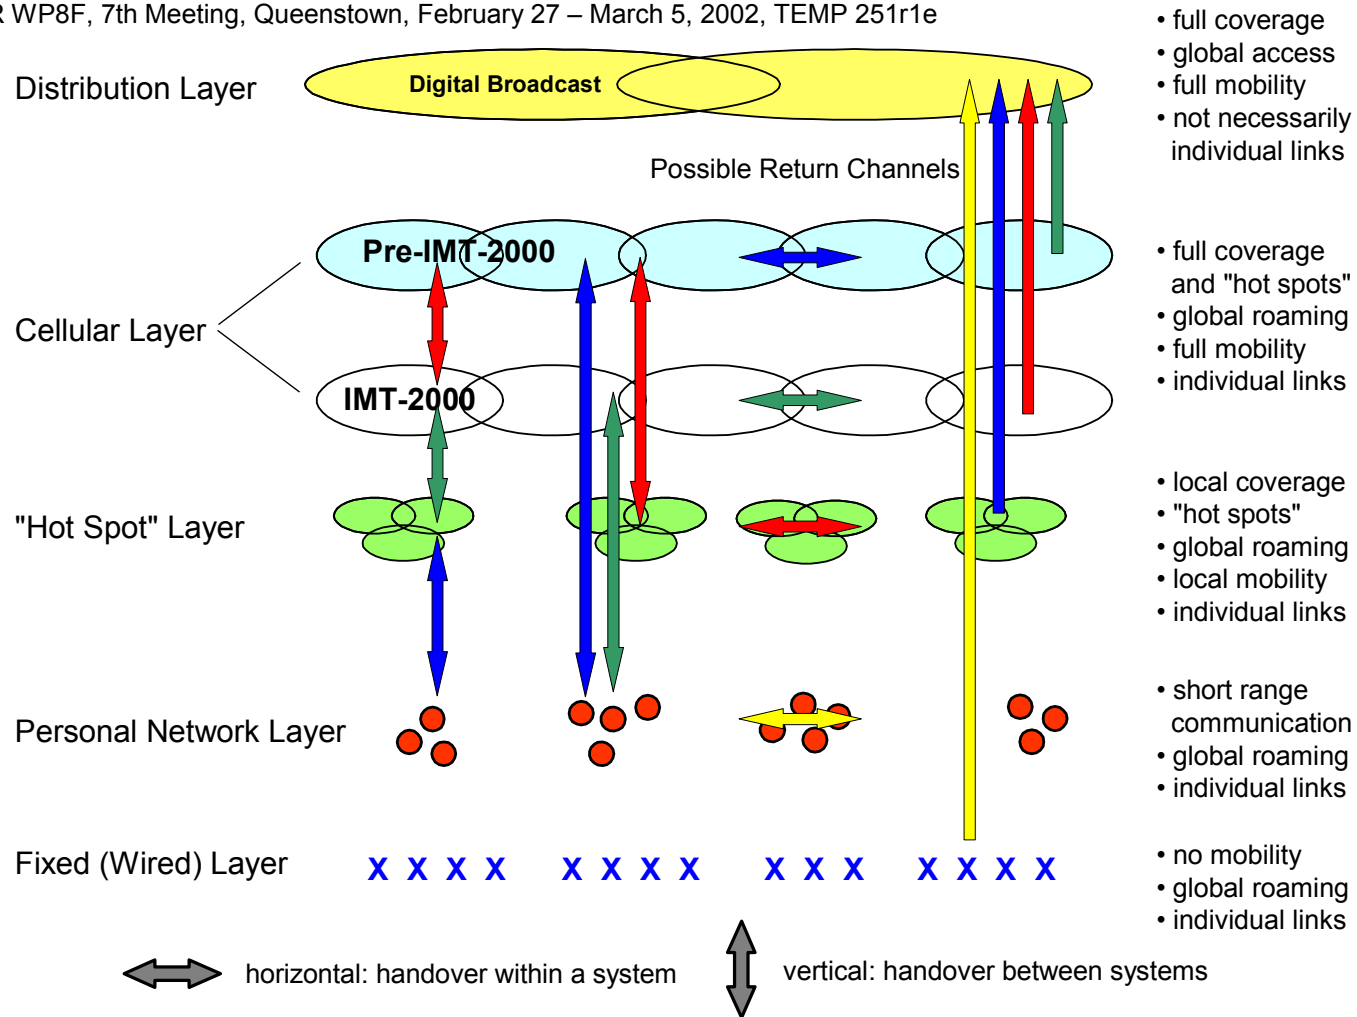 R WP8F, 7th Meeting, Queenstown, February 27 – March 5, 2002, TEMP 251r1e
Distribution Layer
Digital Broadcast
• full coverage
• global access
• full mobility
• not necessarily
individual links
Possible Return Channels
Cellular Layer
Pre-IMT-2000
IMT-2000
• full coverage
and "hot spots"
• global roaming
• full mobility
• individual links
"Hot Spot" Layer
• local coverage
• "hot spots"
• global roaming
• local mobility
• individual links
Personal Network Layer
• short range
communication
• global roaming
• individual links
Fixed (Wired) Layer
X X X X X X X X X X X X X X X
• no mobility
• global roaming
• individual links
horizontal: handover within a system
vertical: handover between systems